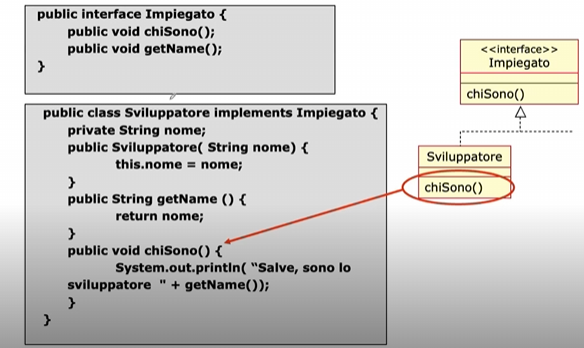 public interface Impiegato {
public void chiSono();
public void getName();
}
public class Sviluppatore implements Impiegato {
private String nome;
public Sviluppatore( String nome) {
this.nome = nome;
}
public String getName () {
return nome;
}
public void chiSono() {
System.out.println( “Salve, sono lo
sviluppatore " + getName());
}
}
<<interface>>
Impiegato
chiSono()
Sviluppatore
chiSono()